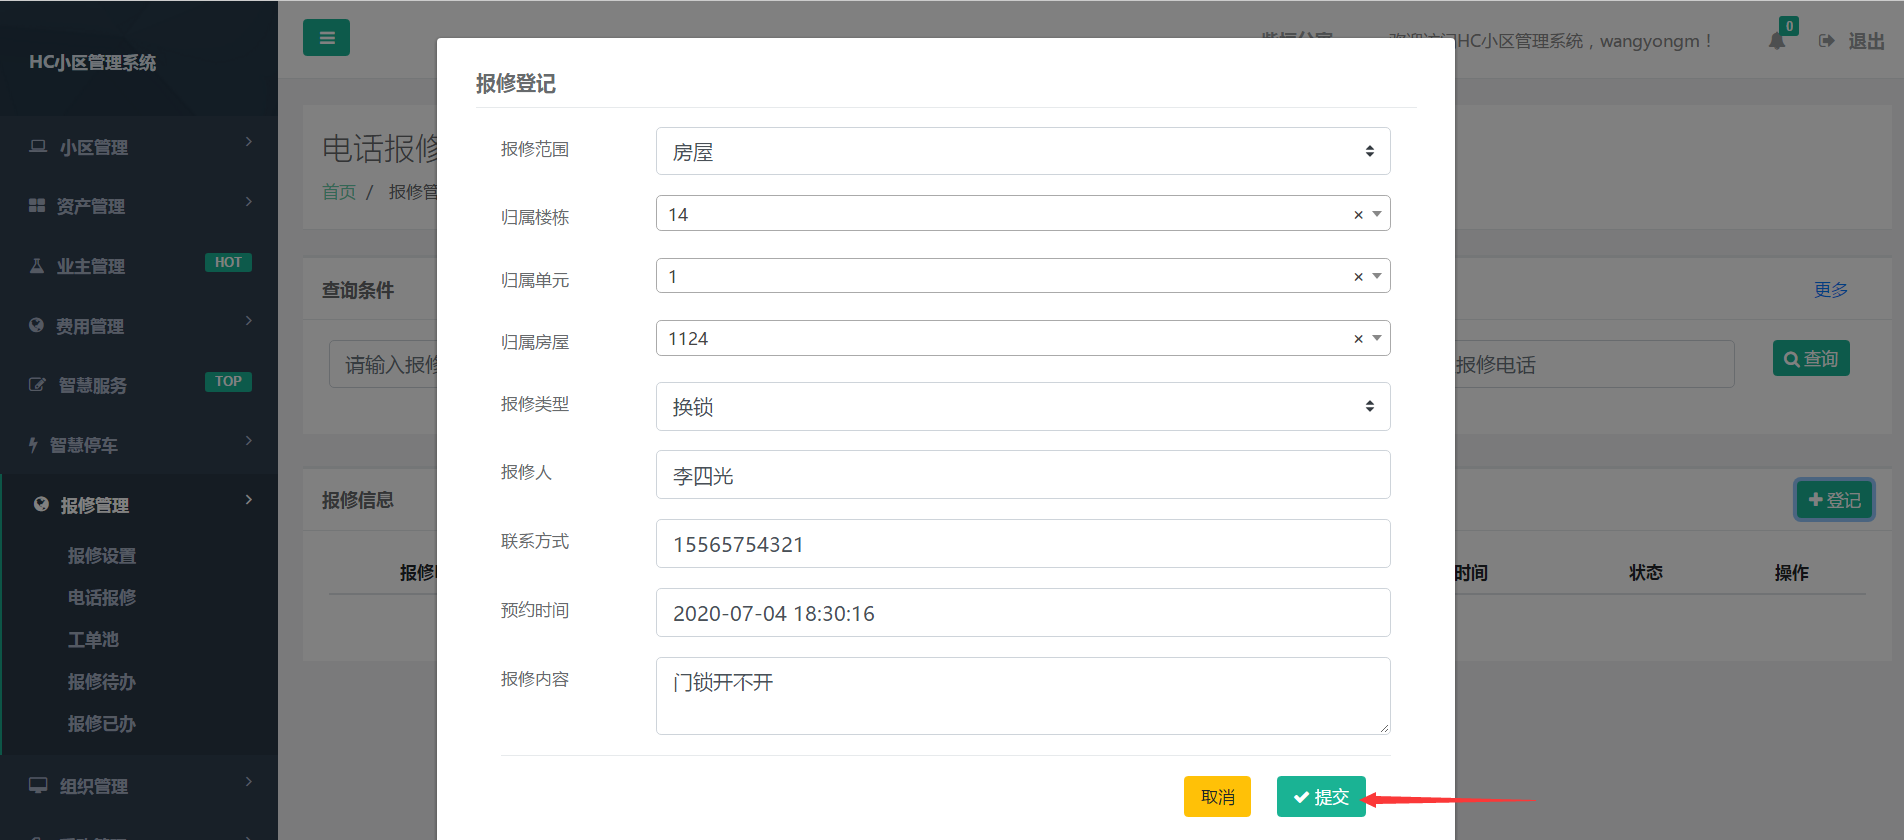 HC小区管理系统
小区管理
资产管理
业主管理 HOT
费用管理
智慧服务 TOP
智慧停车
报修管理
报修设置
电话报修
工单池
报修待办
报修已办
组织管理
HC小区管理系统，wangyongm！
0
退出
电话报修
首页 / 报修管
查询条件
更多
请输入报修
报修电话
查询
报修信息
登记
报修
时间 状态 操作
报修登记
报修范围 房屋
归属楼栋 14 ×
归属单元 1 ×
归属房屋 1124 ×
报修类型 换锁
报修人 李四光
联系方式 15565754321
预约时间 2020-07-04 18:30:16
报修内容 门锁开不开
取消 提交